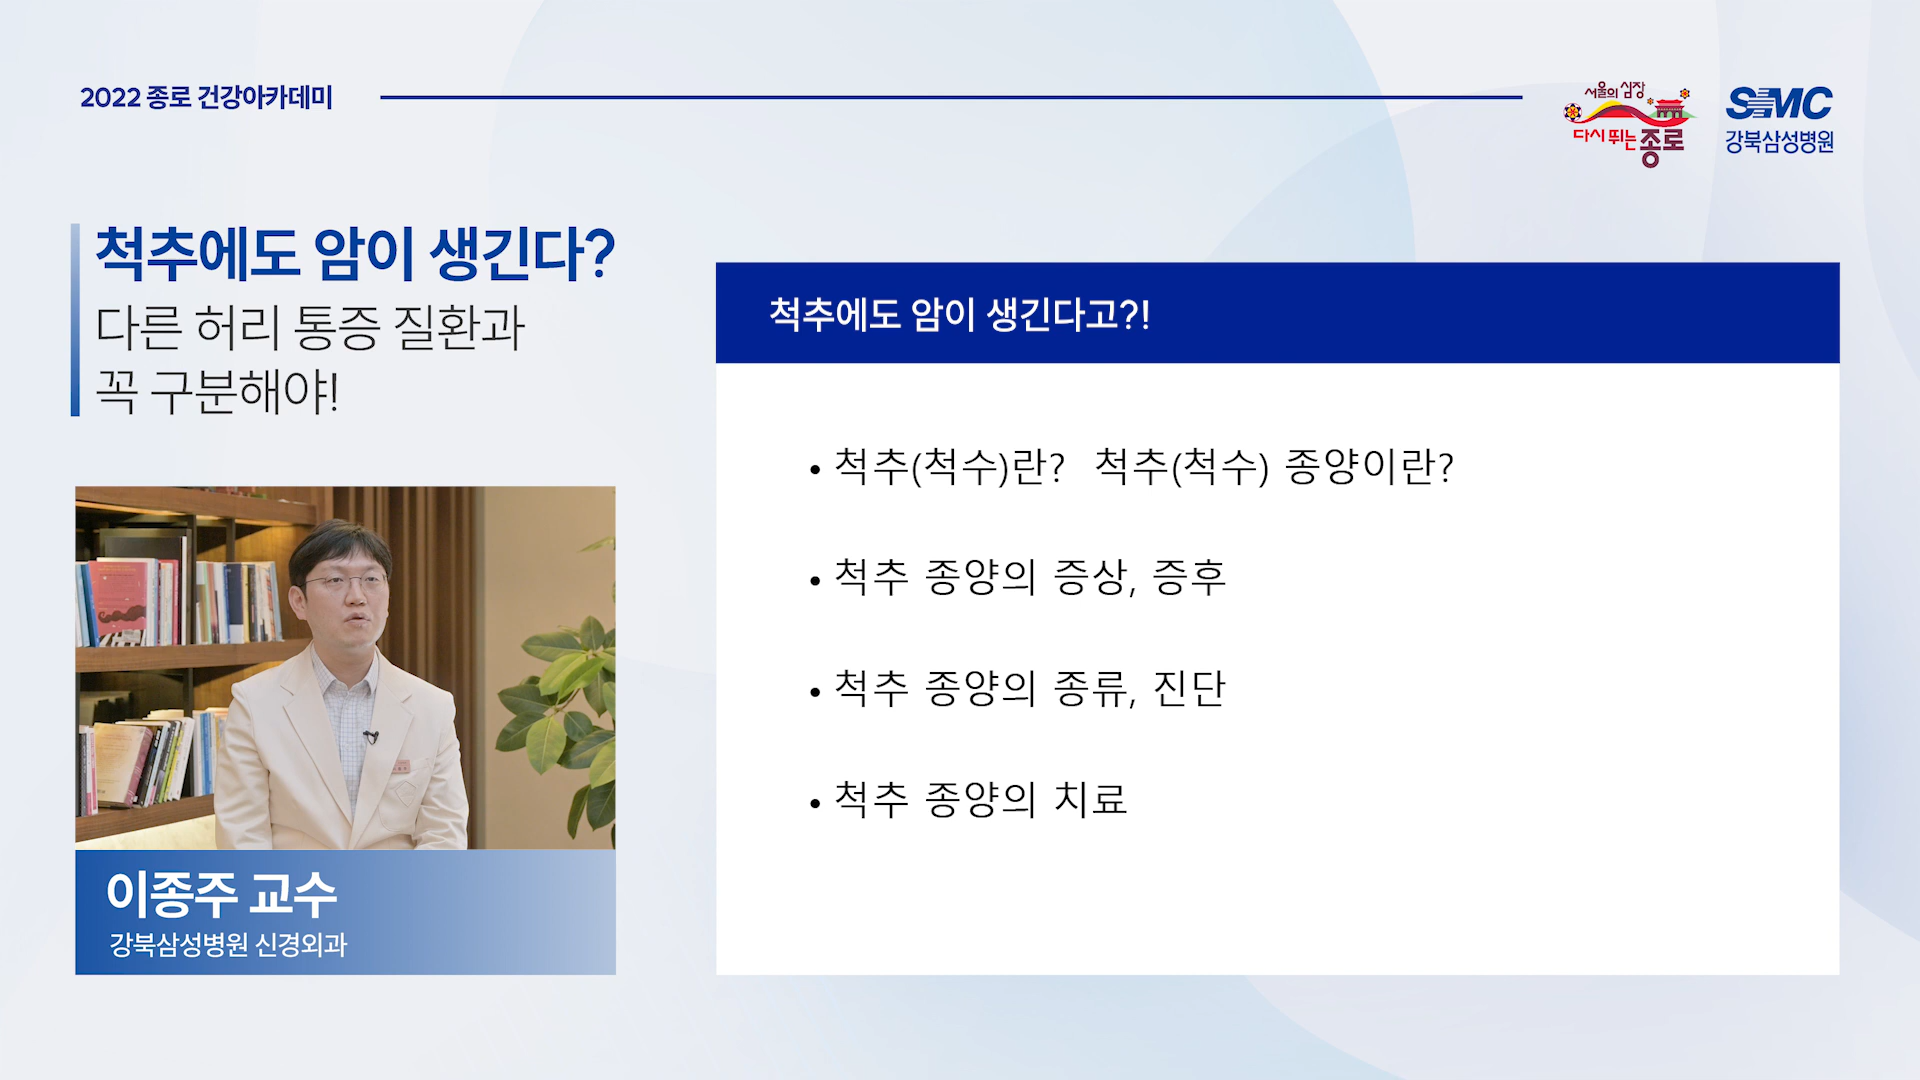 2022 종로 건강아카데미
서울의 심장
다시 뛰는 종로
SMC
강북삼성병원
척추에도 암이 생긴다?
다른 허리 통증 질환과
꼭 구분해야!
척추에도 암이 생긴다고?!
• 척추(척수)란? 척추(척수) 종양이란?
• 척추 종양의 증상, 증후
• 척추 종양의 종류, 진단
• 척추 종양의 치료
이종주 교수
강북삼성병원 신경외과